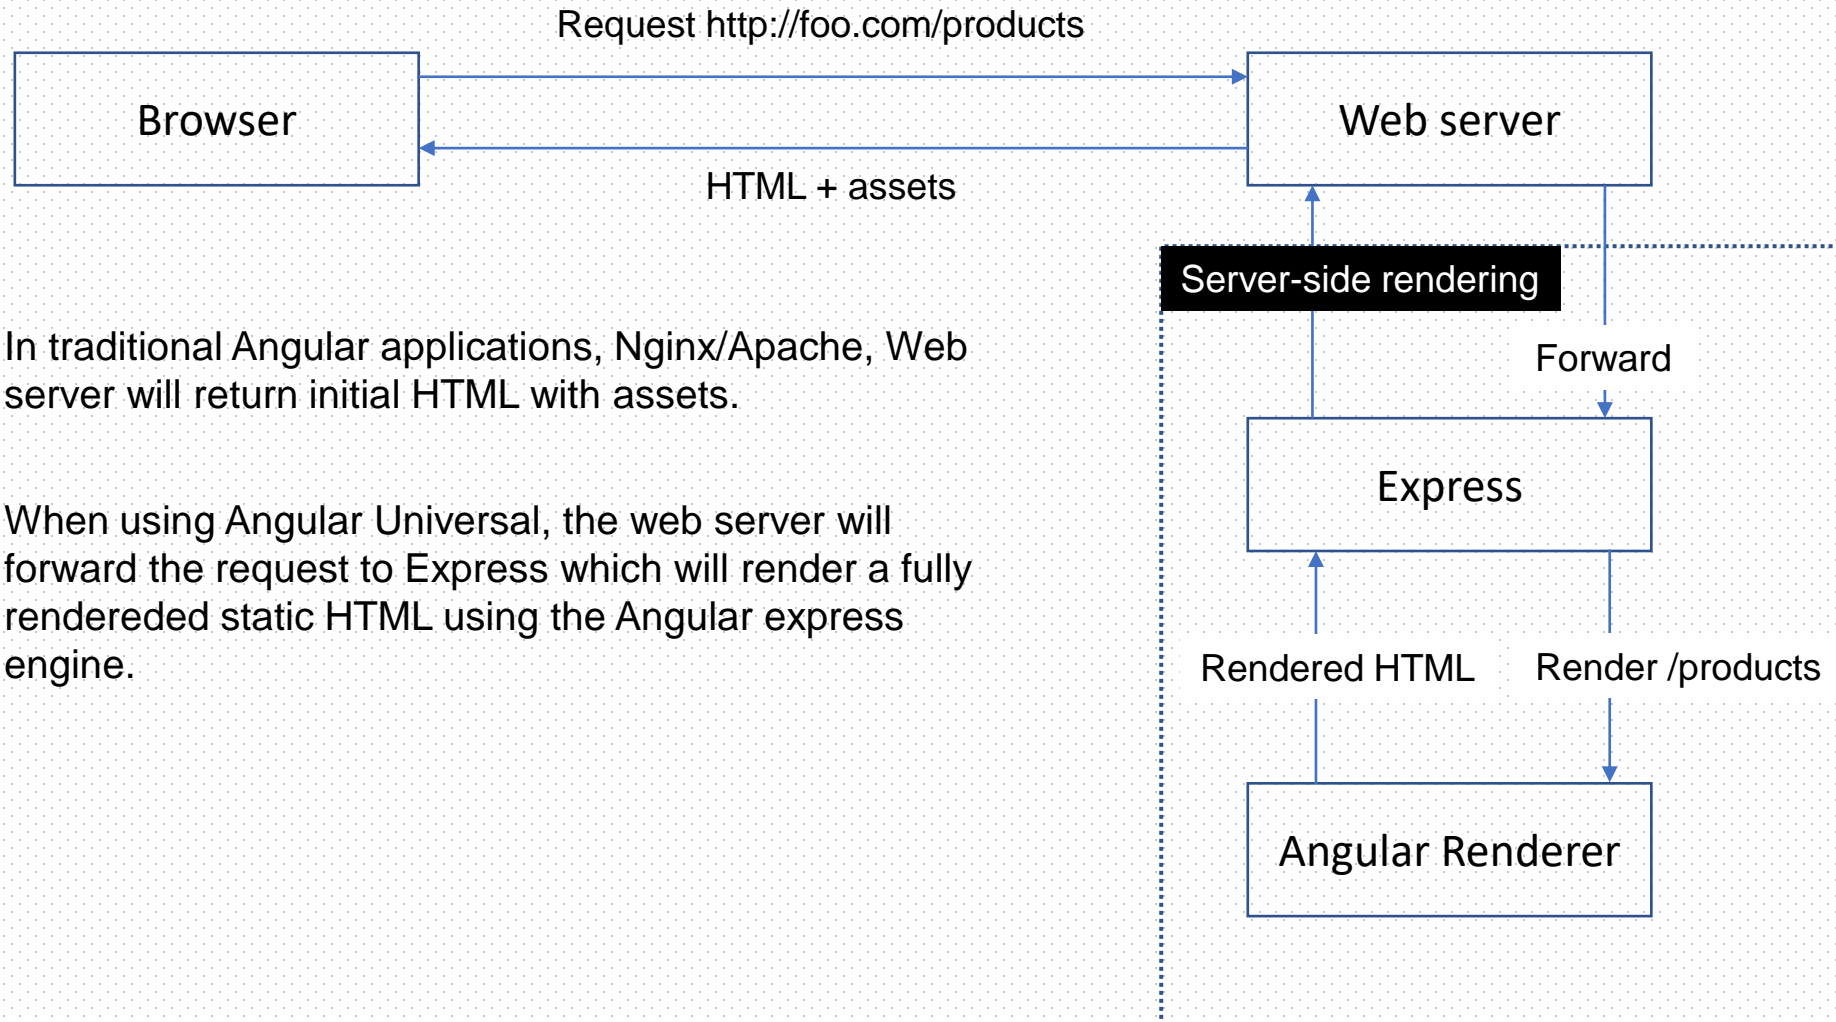 Request http://foo.com/products
Browser
Web server
HTML + assets
Server-side rendering
In traditional Angular applications, Nginx/Apache, Web
server will return initial HTML with assets.
Forward
Express
When using Angular Universal, the web server will
forward the request to Express which will render a fully
rendereded static HTML using the Angular express
engine.
Rendered HTML
Render /products
Angular Renderer